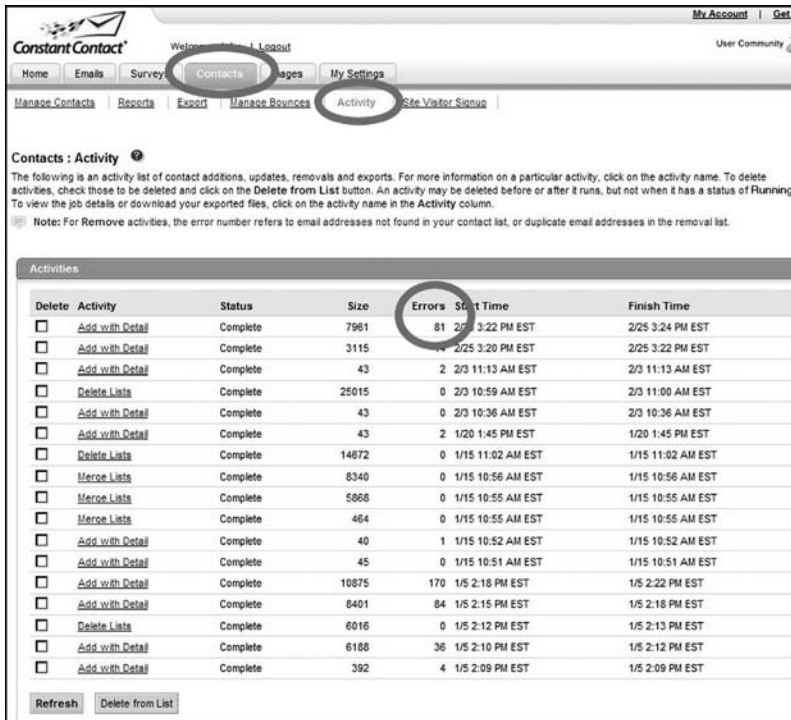 My Account | Get
Constant Contact®
Logout
User Community
Home Emails Surveys Contacts Images My Settings
Manage Contacts | Reports | Export | Manage Bounces | Activity | Site Visitor Signup
Contacts : Activity
The following is an activity list of contact additions, updates, removals and exports. For more information on a particular activity, click on the activity name. To delete
activities, check those to be deleted and click on the Delete from List button. An activity may be deleted before or after it runs, but not when it has a status of Running
To view the job details or download your exported files, click on the activity name in the Activity column.
Note: For Remove activities, the error number refers to email addresses not found in your contact list, or duplicate email addresses in the removal list.
Activities
Delete Activity Status Size Errors Start Time Finish Time
Add with Detail Complete 7961 81 3:22 PM EST 2/25 3:24 PM EST
Add with Detail Complete 3115 2/25 3:20 PM EST 2/25 3:22 PM EST
Add with Detail Complete 43 2 2/3 11:13 AM EST 2/3 11:13 AM EST
Delete Lists Complete 25015 0 2/3 10:59 AM EST 2/3 11:00 AM EST
Add with Detail Complete 43 0 2/3 10:36 AM EST 2/3 10:36 AM EST
Add with Detail Complete 43 2 1/20 1:45 PM EST 1/20 1:45 PM EST
Delete Lists Complete 14672 0 1/15 11:02 AM EST 1/15 11:02 AM EST
Merge Lists Complete 8340 0 1/15 10:56 AM EST 1/15 10:56 AM EST
Merge Lists Complete 5868 0 1/15 10:55 AM EST 1/15 10:55 AM EST
Merge Lists Complete 464 0 1/15 10:55 AM EST 1/15 10:55 AM EST
Add with Detail Complete 40 1 1/15 10:52 AM EST 1/15 10:52 AM EST
Add with Detail Complete 45 0 1/15 10:51 AM EST 1/15 10:51 AM EST
Add with Detail Complete 10875 170 1/5 2:18 PM EST 1/5 2:22 PM EST
Add with Detail Complete 8401 84 1/5 2:15 PM EST 1/5 2:18 PM EST
Delete Lists Complete 6016 0 1/5 2:12 PM EST 1/5 2:13 PM EST
Add with Detail Complete 6188 36 1/5 2:10 PM EST 1/5 2:12 PM EST
Add with Detail Complete 392 4 1/5 2:09 PM EST 1/5 2:09 PM EST
Refresh Delete from List